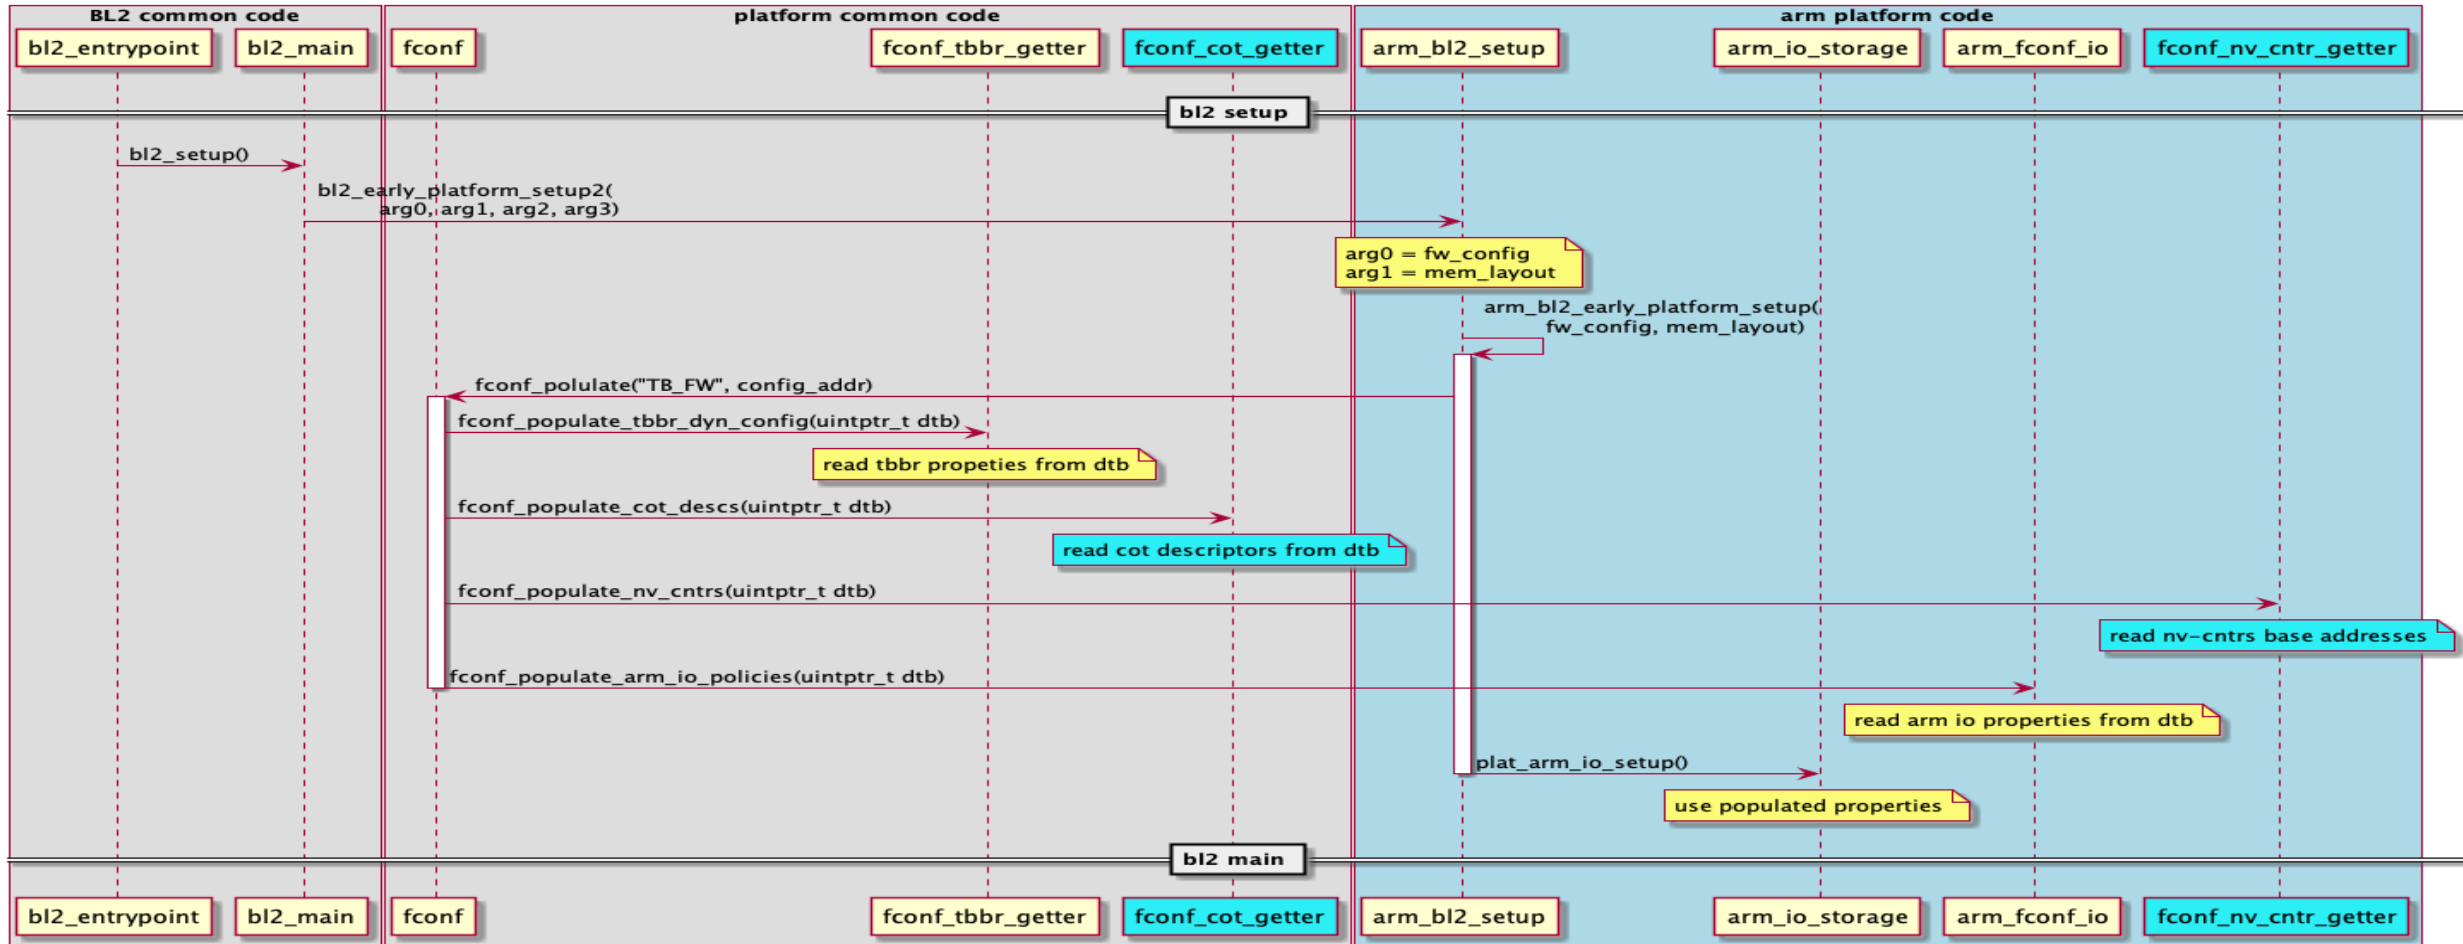 BL2 common code
platform common code
arm platform code
bl2_entrypoint
bl2_main
fconf
fconf_tbbr_getter
fconf_cot_getter
arm_bl2_setup
arm_io_storage
arm_fconf_io
fconf_nv_cntr_getter
bl2 setup
bl2_setup()
bl2_early_platform_setup2(
arg0, arg1, arg2, arg3)
arg0 = fw_config
arg1 = mem_layout
arm_bl2_early_platform_setup(
fw_config, mem_layout)
fconf_polulate("TB_FW", config_addr)
fconf_populate_tbbr_dyn_config(uintptr_t dtb)
read tbbr propeties from dtb
fconf_populate_cot_descs(uintptr_t dtb)
read cot descriptors from dtb
fconf_populate_nv_cntrs(uintptr_t dtb)
read nv-cntrs base addresses
fconf_populate_arm_io_policies(uintptr_t dtb)
read arm io properties from dtb
plat_arm_io_setup()
use populated properties
bl2 main
bl2_entrypoint
bl2_main
fconf
fconf_tbbr_getter
fconf_cot_getter
arm_bl2_setup
arm_io_storage
arm_fconf_io
fconf_nv_cntr_getter